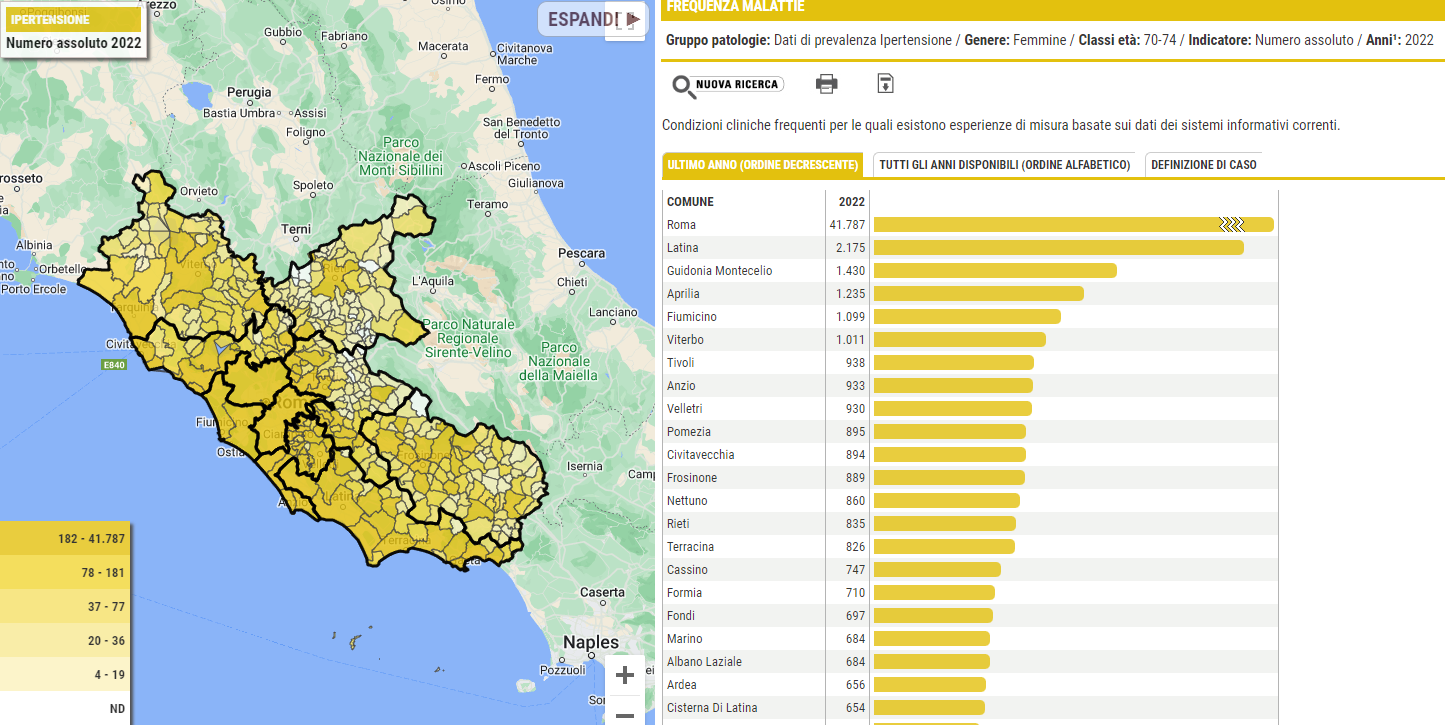 IPERTENSIONE
Numero assoluto 2022
ESPANDI
Arezzo
Osimo
Gubbio
Fabriano
Macerata
Civitanova
Marche
Fermo
Perugia
Bastia Umbra
Assisi
Foligno
San Benedetto
del Tronto
Parco
Nazionale dei
Monti Sibillini
Ascoli Piceno
Giulianova
rosseto
Orvieto
Spoleto
Teramo
Terni
Albinia
Orbetello
Porto Ercole
Pescara
L'Aquila
Chieti
Lanciano
Parco Naturale
Regionale
Sirente-Velino
Parco
Nazionale
della Maiella
E840
Isernia
Frosinone
Latina
Terracina
Caserta
Naples
Pozzuoli
182 - 41.787
78 - 181
37 - 77
20 - 36
4 - 19
ND
+
−
FREQUENZA MALATTIE
Gruppo patologie: Dati di prevalenza Ipertensione / Genere: Femmine / Classi età: 70-74 / Indicatore: Numero assoluto / Anni¹: 2022
NUOVA RICERCA
Condizioni cliniche frequenti per le quali esistono esperienze di misura basate sui dati dei sistemi informativi correnti.
ULTIMO ANNO (ORDINE DECRESCENTE) TUTTI GLI ANNI DISPONIBILI (ORDINE ALFABETICO) DEFINIZIONE DI CASO
COMUNE 2022
Roma 41.787
Latina 2.175
Guidonia Montecelio 1.430
Aprilia 1.235
Fiumicino 1.099
Viterbo 1.011
Tivoli 938
Anzio 933
Velletri 930
Pomezia 895
Civitavecchia 894
Frosinone 889
Nettuno 860
Rieti 835
Terracina 826
Cassino 747
Formia 710
Fondi 697
Marino 684
Albano Laziale 684
Ardea 656
Cisterna Di Latina 654